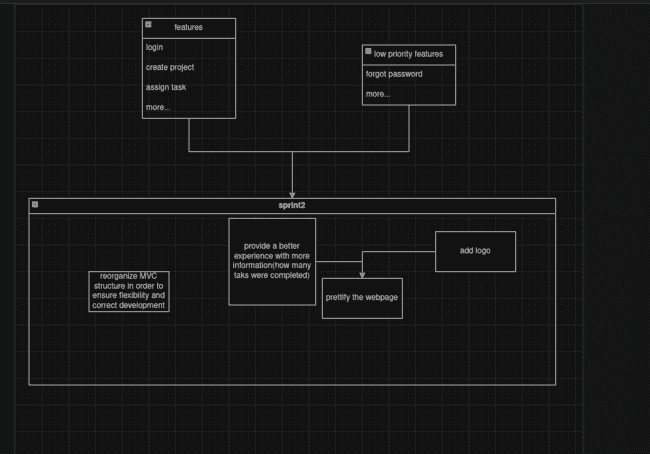 features
login
create project
assign task
more...
low priority features
forgot password
more...
sprint2
provide a better
experience with more
information(how many
taks were completed)
add logo
reorganize MVC
structure in order to
ensure flexibility and
correct development
prettify the webpage